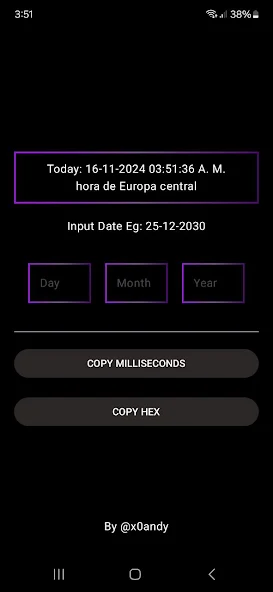 3:51
38%
Today: 16-11-2024 03:51:36 A. M.
hora de Europa central
Input Date Eg: 25-12-2030
Day Month Year
COPY MILLISECONDS
COPY HEX
By @x0andy